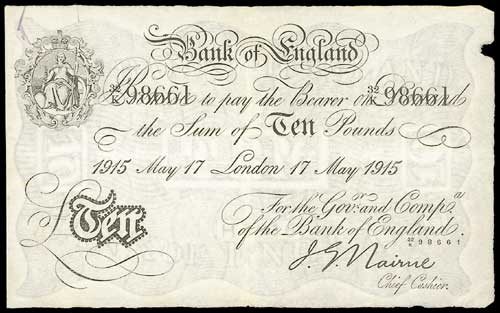 Bank of England
32/K 98661 I Promise to pay the Bearer on Demand 32/K 98661
the Sum of Ten Pounds
1915 May 17 London 17 May 1915
For the Govr. and Compa.
of the Bank of England.
£Ten
32/K 98661
J. G. Nairne
Chief Cashier.